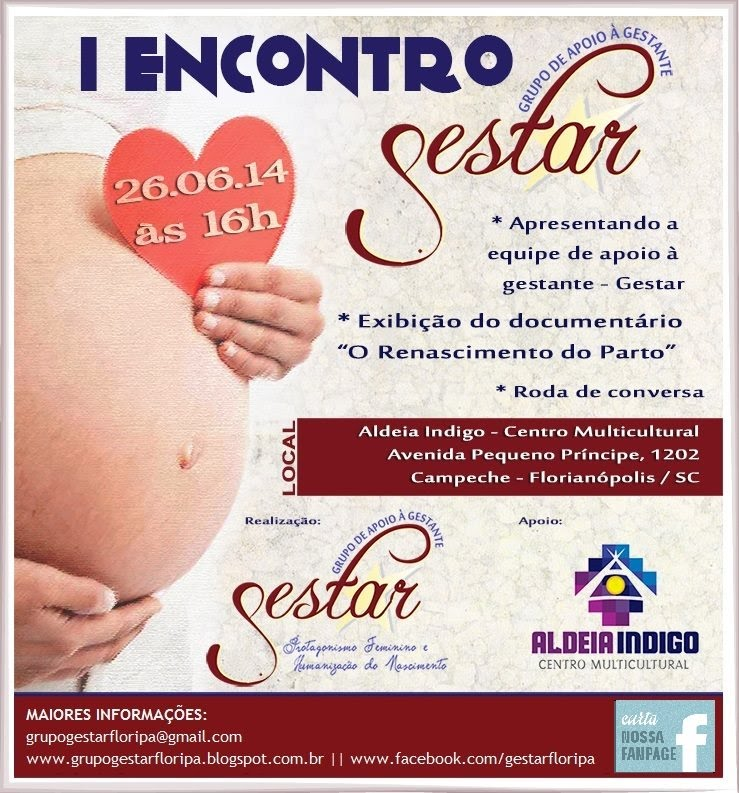 I ENCONTRO
GRUPO DE APOIO À GESTANTE
Gestar
26.06.14
às 16h
* Apresentando a
equipe de apoio à
gestante - Gestar
* Exibição do documentário
“O Renascimento do Parto”
* Roda de conversa
LOCAL
Aldeia Indigo - Centro Multicultural
Avenida Pequeno Príncipe, 1202
Campeche - Florianópolis / SC
Realização:
GRUPO DE APOIO À GESTANTE
Gestar
Protagonismo Feminino e
Humanização do Nascimento
Apoio:
ALDEIA INDIGO
CENTRO MULTICULTURAL
MAIORES INFORMAÇÕES:
grupogestarfloripa@gmail.com
www.grupogestarfloripa.blogspot.com.br || www.facebook.com/gestarfloripa
curta
NOSSA
FANPAGE
f